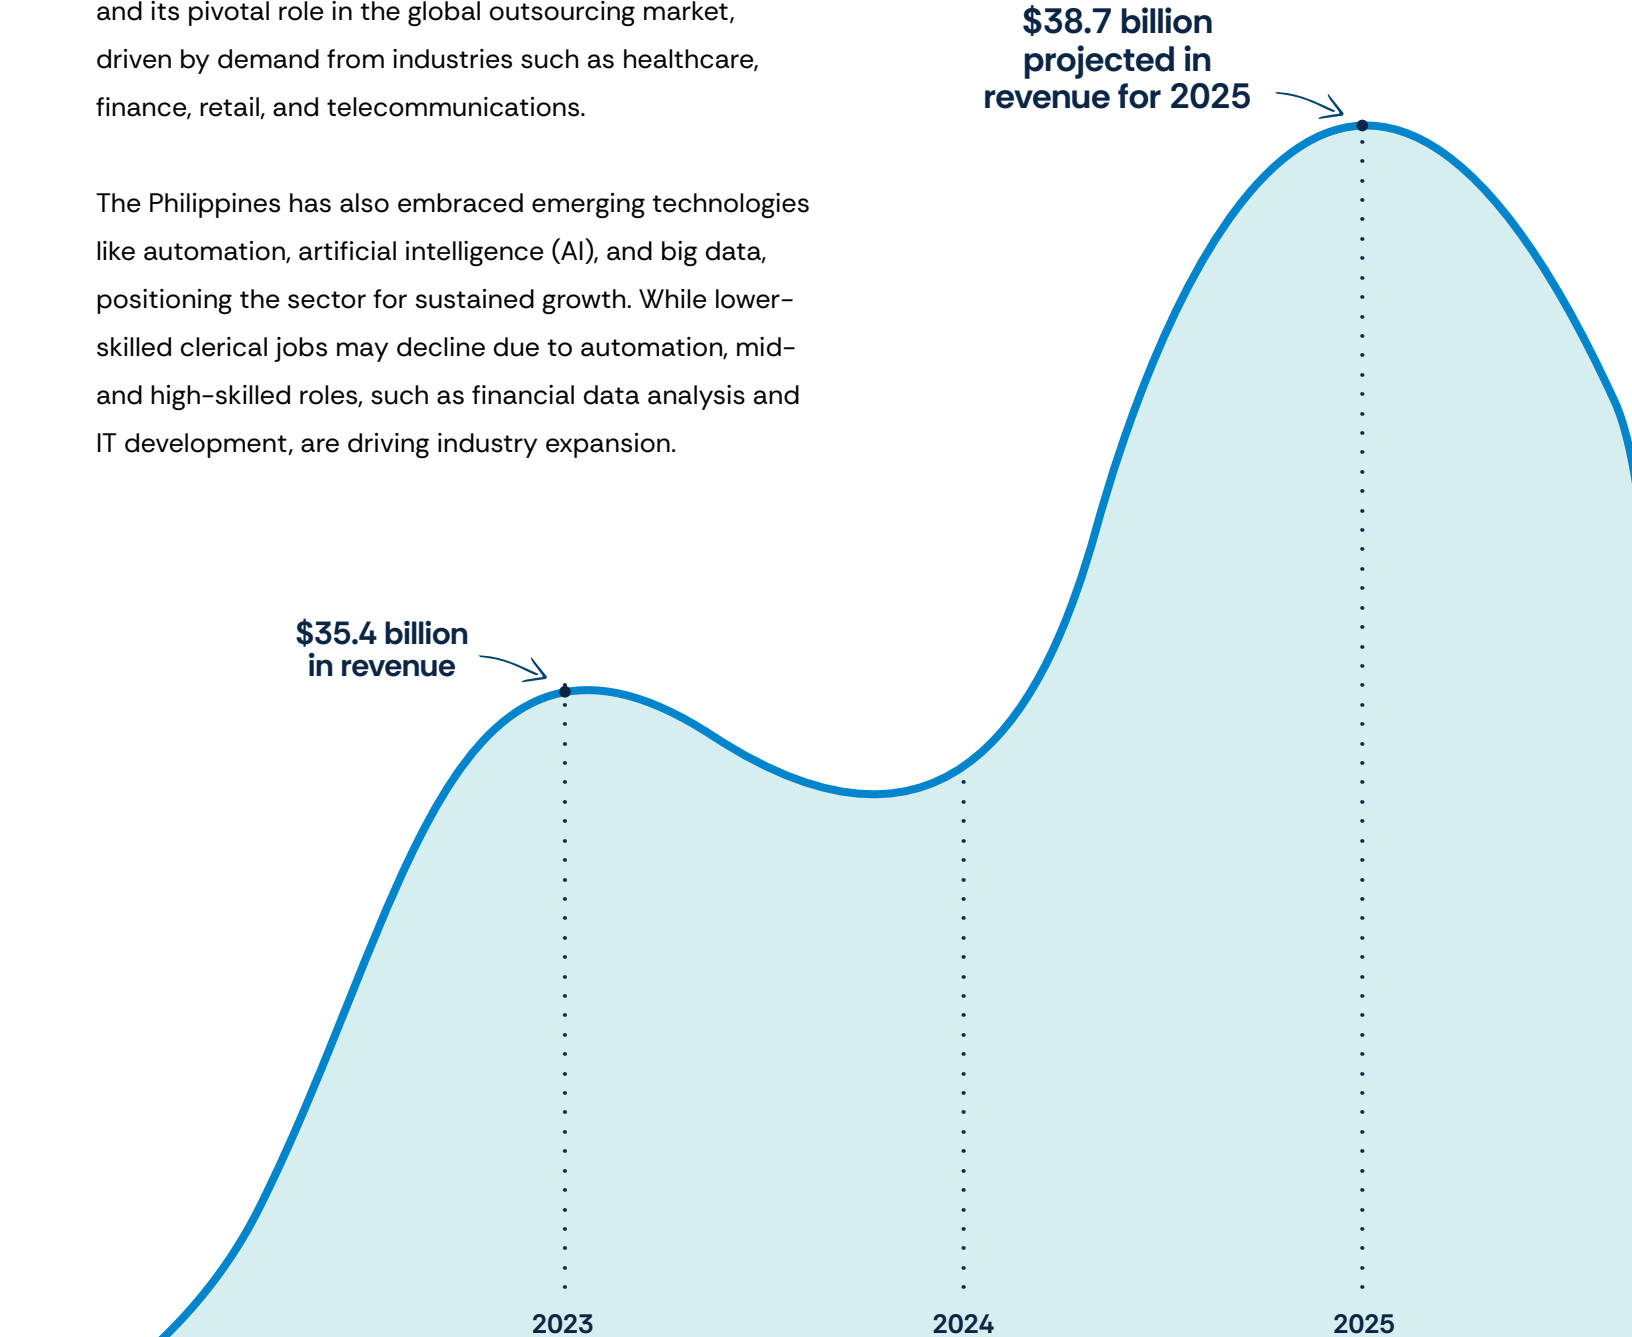 and its pivotal role in the global outsourcing market,
driven by demand from industries such as healthcare,
finance, retail, and telecommunications.
The Philippines has also embraced emerging technologies
like automation, artificial intelligence (AI), and big data,
positioning the sector for sustained growth. While lower-
skilled clerical jobs may decline due to automation, mid-
and high-skilled roles, such as financial data analysis and
IT development, are driving industry expansion.
$38.7 billion
projected in
revenue for 2025
$35.4 billion
in revenue
2023
2024
2025